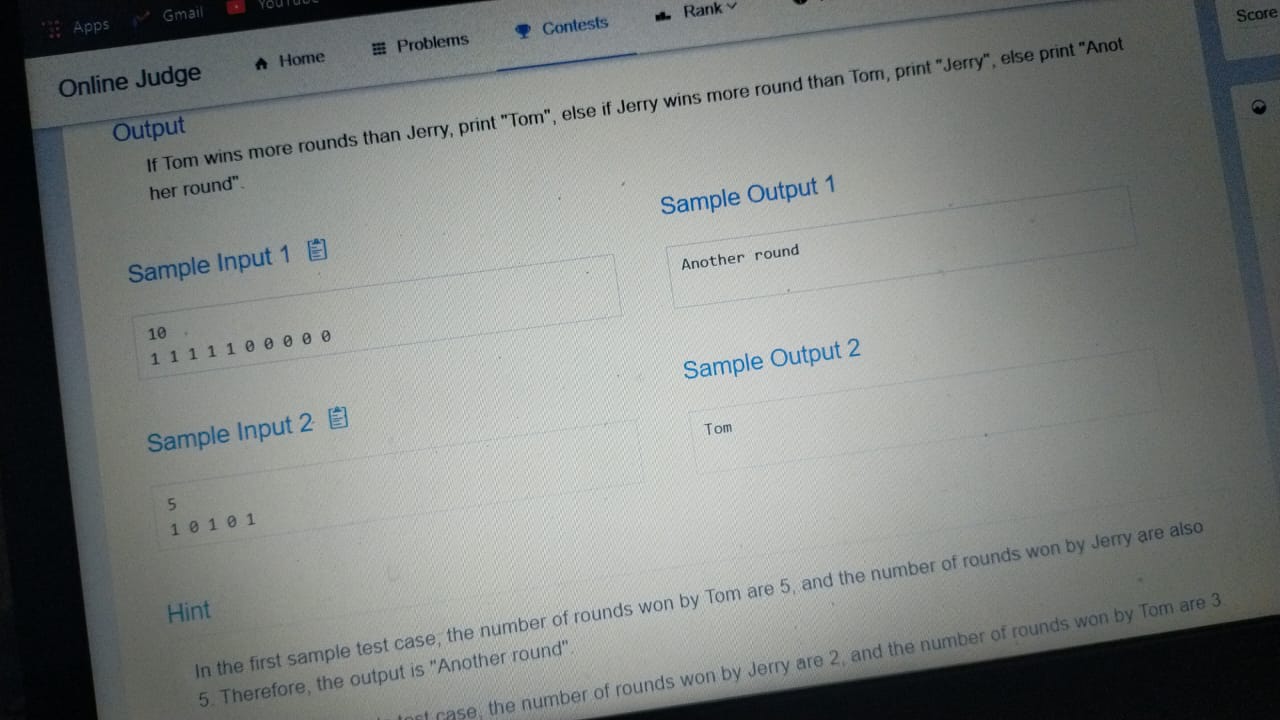 Apps
Gmail
YouTube
Online Judge
Home
Problems
Contests
Rank
Score
Output
If Tom wins more rounds than Jerry, print "Tom", else if Jerry wins more round than Tom, print "Jerry", else print "Anot
her round".
Sample Input 1
Sample Output 1
10
1 1 1 1 1 0 0 0 0 0
Another round
Sample Input 2
Sample Output 2
5
1 0 1 0 1
Tom
Hint
In the first sample test case, the number of rounds won by Tom are 5, and the number of rounds won by Jerry are also
5. Therefore, the output is "Another round"
test case, the number of rounds won by Jerry are 2, and the number of rounds won by Tom are 3